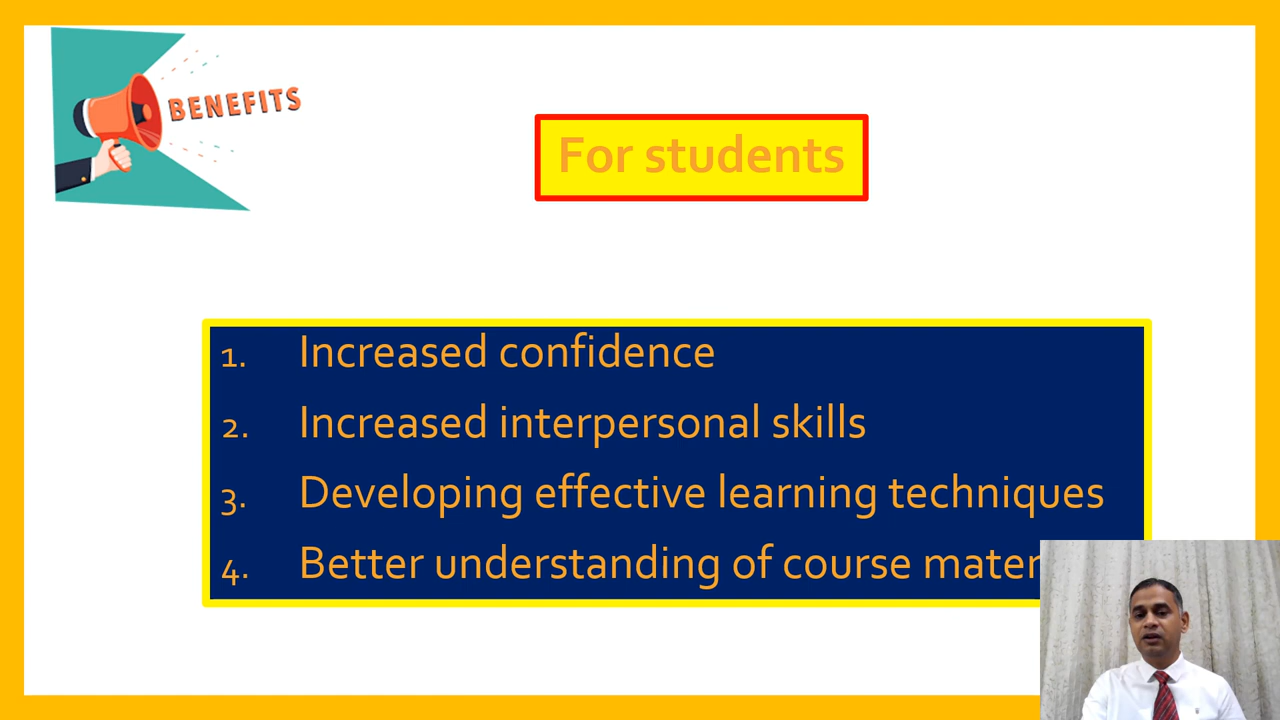 BENEFITS
For students
1. Increased confidence
2. Increased interpersonal skills
3. Developing effective learning techniques
4. Better understanding of course